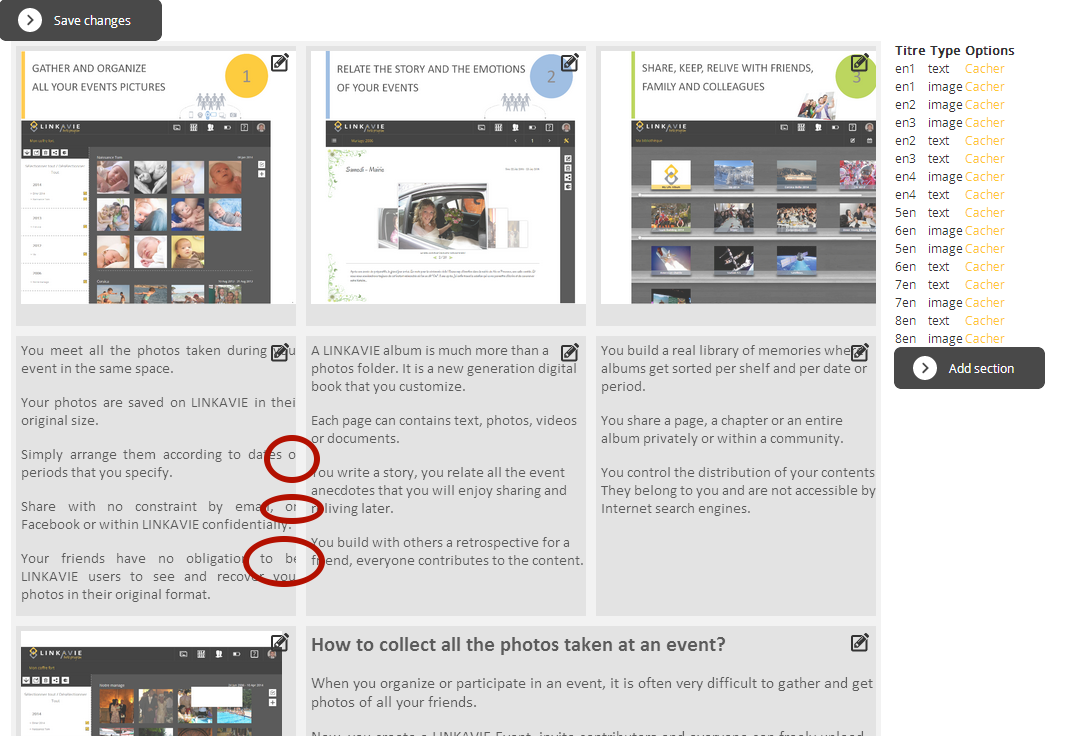 Save changes
GATHER AND ORGANIZE
ALL YOUR EVENTS PICTURES
1
RELATE THE STORY AND THE EMOTIONS
OF YOUR EVENTS
2
SHARE, KEEP, RELIVE WITH FRIENDS,
FAMILY AND COLLEAGUES
3
LINKAVIE
LINKAVIE
LINKAVIE
Samedi - Mairie
You meet all the photos taken during
event in the same space.
Your photos are saved on LINKAVIE in thei
original size.
Simply arrange them according to dates o
periods that you specify.
Share with no constraint by email, or
Facebook or within LINKAVIE confidentially.
Your friends have no obligation to be
LINKAVIE users to see and recover you
photos in their original format.
A LINKAVIE album is much more than a
photos folder. It is a new generation digital
book that you customize.
Each page can contains text, photos, videos
or documents.
You write a story, you relate all the event
anecdotes that you will enjoy sharing and
reliving later.
You build with others a retrospective for a
friend, everyone contributes to the content.
You build a real library of memories whe
albums get sorted per shelf and per date or
period.
You share a page, a chapter or an entire
album privately or within a community.
You control the distribution of your contents
They belong to you and are not accessible by
Internet search engines.
LINKAVIE
How to collect all the photos taken at an event?
When you organize or participate in an event, it is often very difficult to gather and get
photos of all your friends.
Now, you create a LINKAVIE Event, invite contributors and everyone can freely upload
Titre Type Options
en1 text Cacher
en1 image Cacher
en2 image Cacher
en3 image Cacher
en2 text Cacher
en3 text Cacher
en4 image Cacher
en4 text Cacher
5en text Cacher
6en image Cacher
5en image Cacher
6en text Cacher
7en text Cacher
7en image Cacher
8en text Cacher
8en image Cacher
Add section